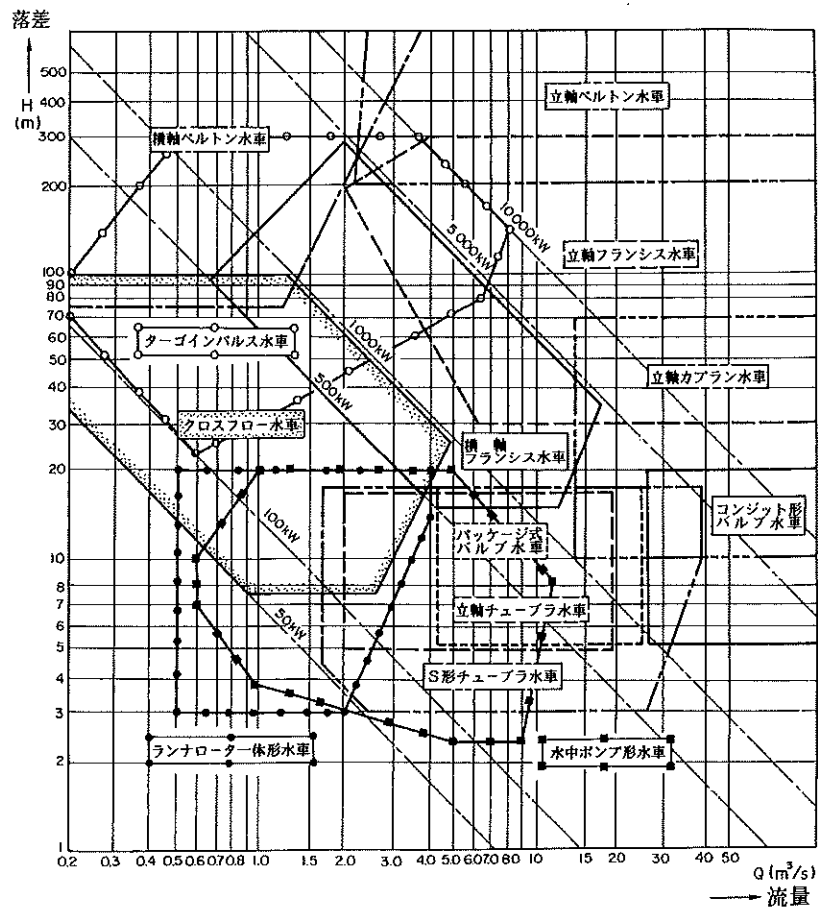 落差
H
(m)
500
400
300
200
100
90
80
70
60
50
40
30
20
10
8
7
6
5
4
3
2
1
立軸ペルトン水車
横軸ペルトン水車
10000kW
5000kW
立軸フランシス水車
ターゴインパルス水車
1000kW
500kW
立軸カプラン水車
クロスフロー水車
横軸
フランシス水車
100kW
コンジット形
バルブ水車
パッケージ式
バルブ水車
立軸チューブラ水車
50kW
S形チューブラ水車
ランナロータ一体形水車
水中ポンプ形水車
0.2 0.3 0.4 0.5 0.6 0.7 0.8 1.0 1.5 2.0 3.0 4.0 5.0 6.0 7.0 8.0 10 15 20 30 40 50
Q (m³/s)
流量